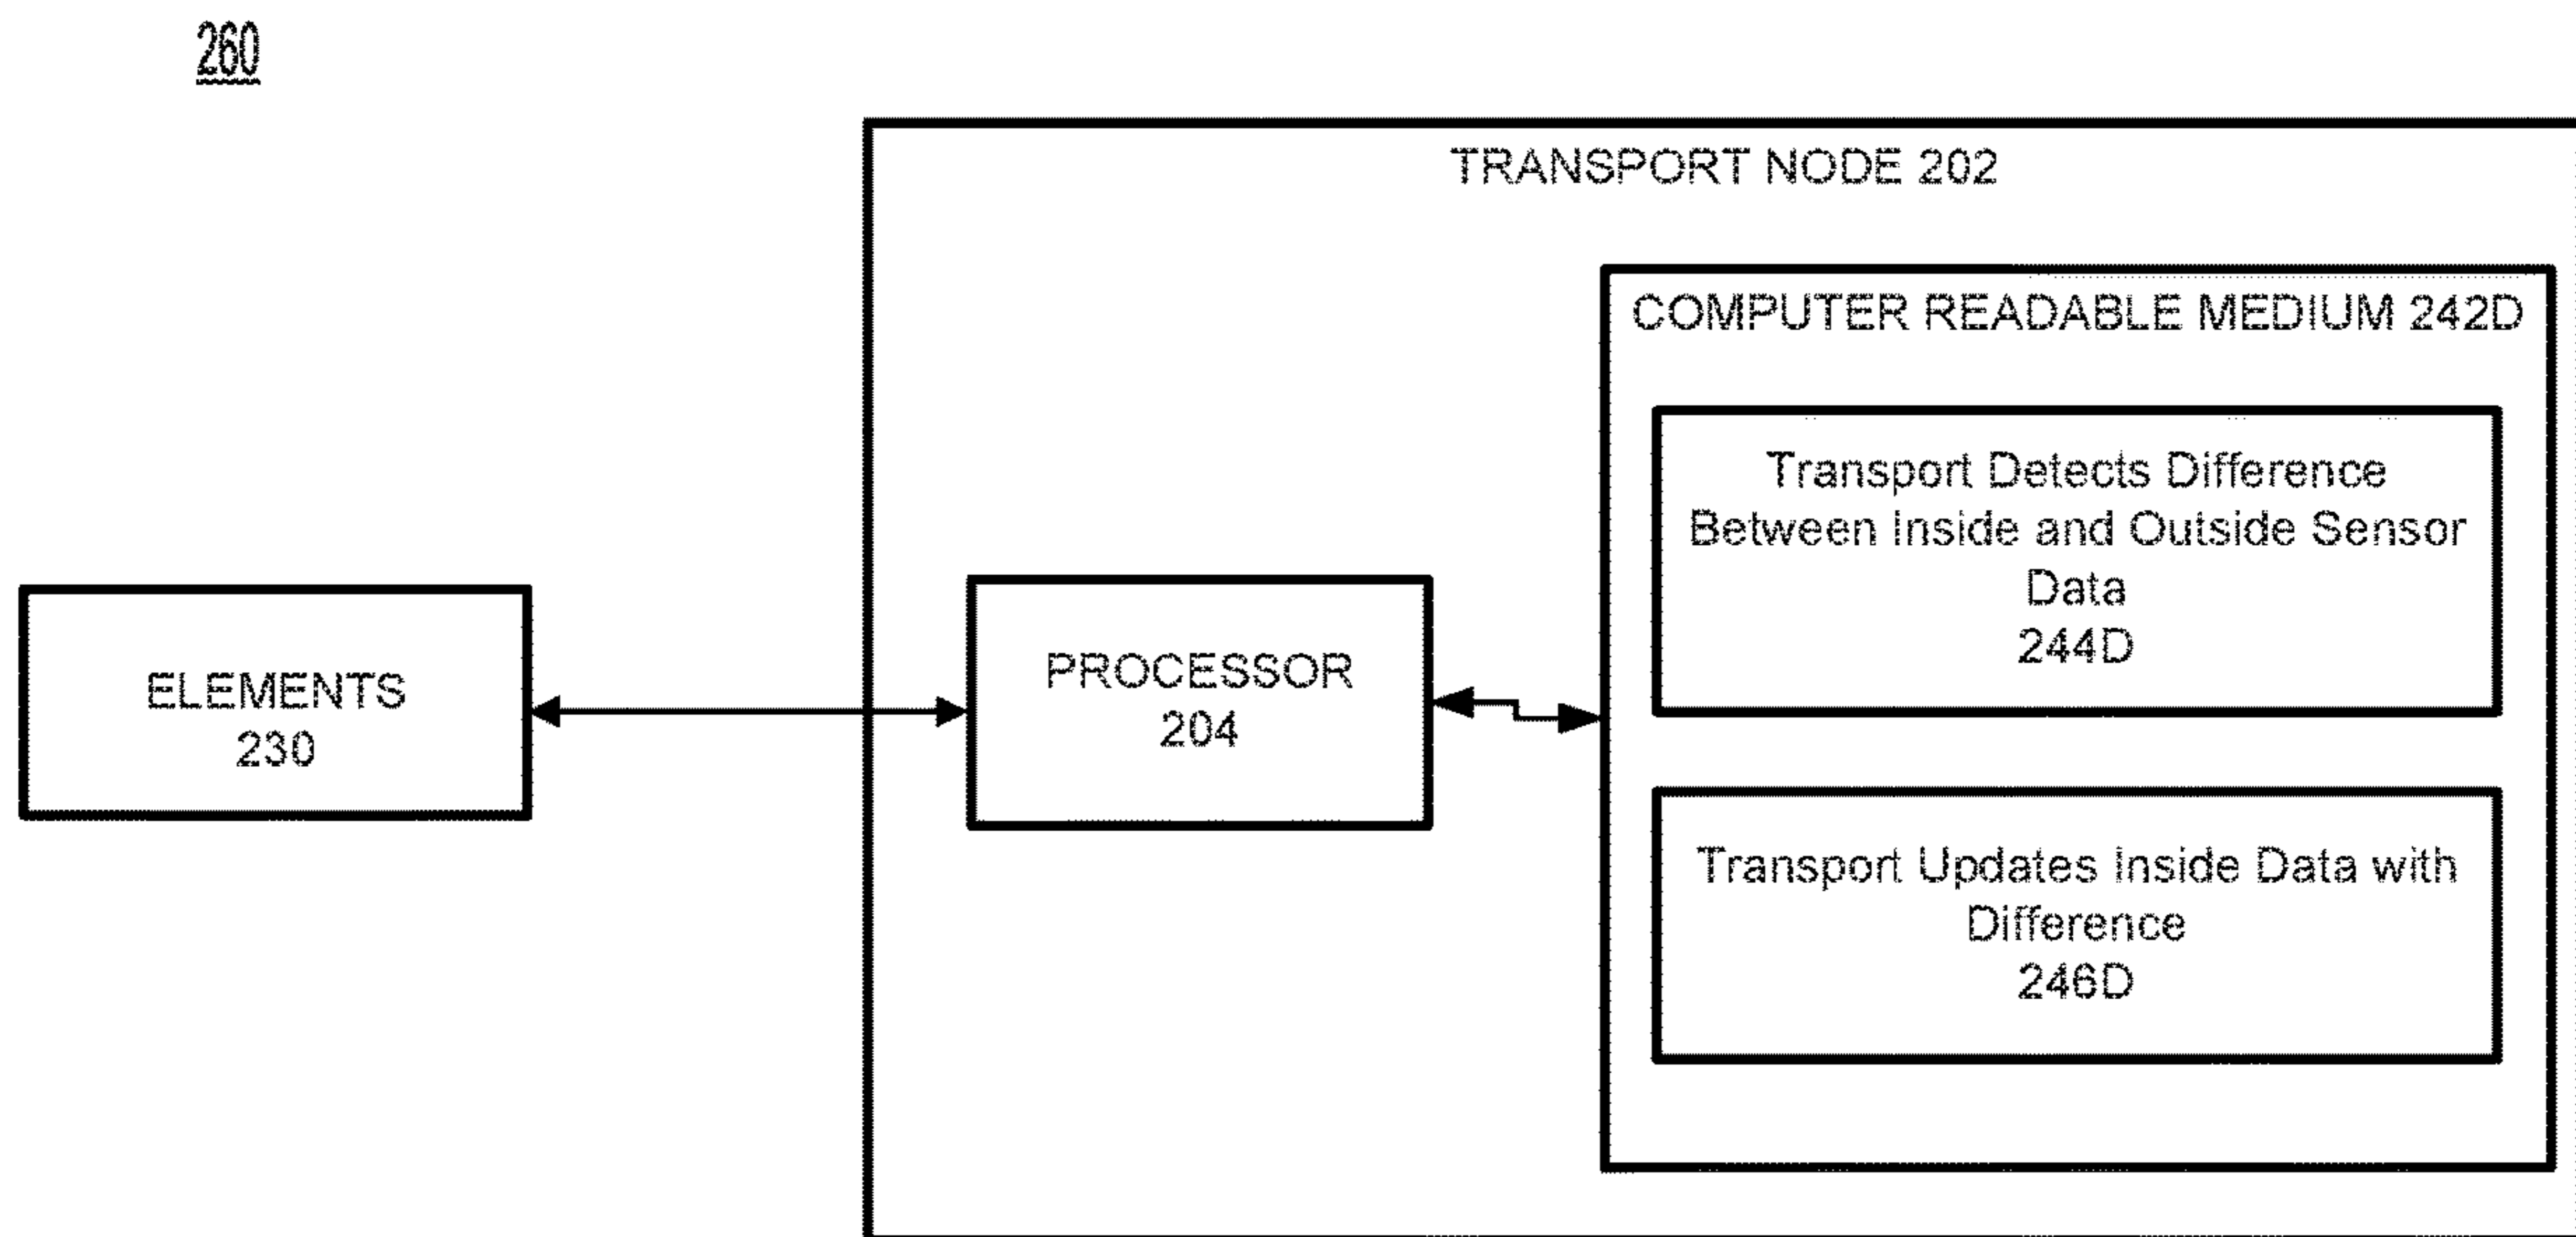 260
TRANSPORT NODE 202
COMPUTER READABLE MEDIUM 242D
Transport Detects Difference
Between Inside and Outside Sensor
Data
244D
ELEMENTS
230
PROCESSOR
204
Transport Updates Inside Data with
Difference
246D